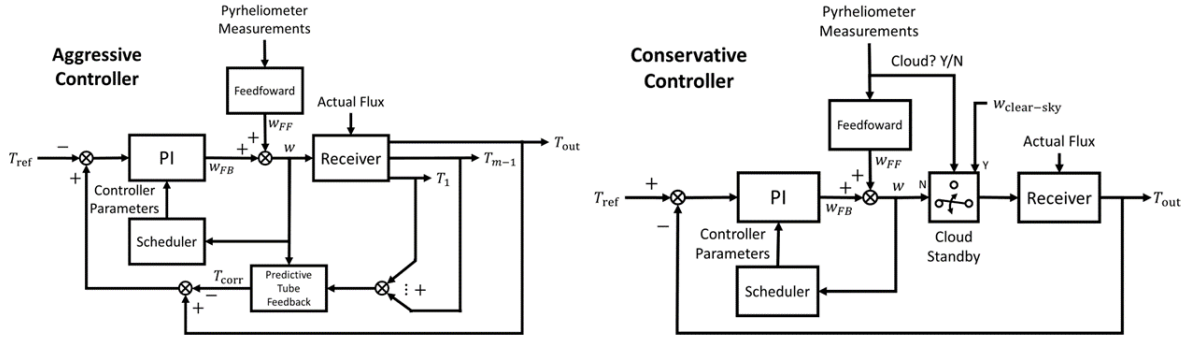 Pyrheliometer
Measurements
Aggressive
Controller
Feedfoward
Actual Flux
w_FF
+
+
−
T_ref
PI
w_FB
w
Receiver
T_out
T_{m−1}
T_1
+
Controller
Parameters
Scheduler
Predictive
Tube
Feedback
T_corr
−
+
⋮ +
Pyrheliometer
Measurements
Conservative
Controller
Cloud? Y/N
w_clear−sky
Feedfoward
Actual Flux
w_FF
Y
+
+
+
T_ref
PI
w_FB
w
N
Receiver
T_out
−
Controller
Parameters
Cloud
Standby
Scheduler